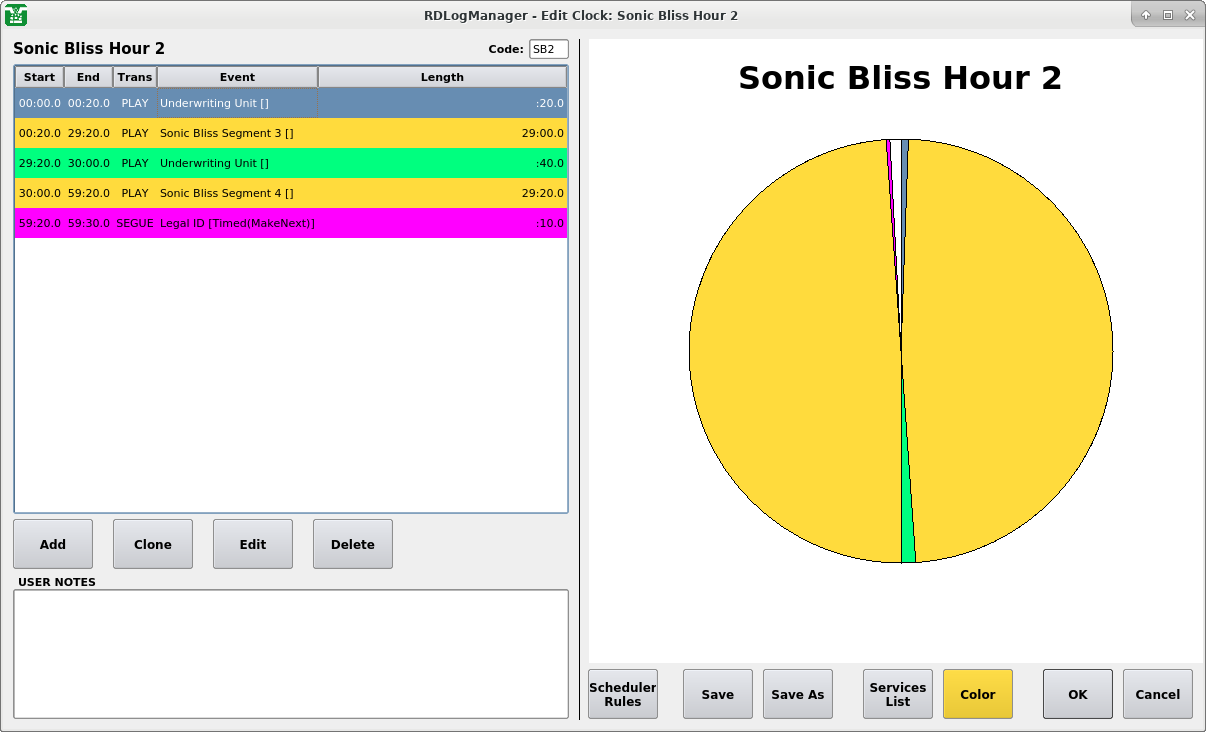 RDLogManager - Edit Clock: Sonic Bliss Hour 2
Sonic Bliss Hour 2 Code: SB2
Start End Trans Event Length
00:00.0 00:20.0 PLAY Underwriting Unit [] :20.0
00:20.0 29:20.0 PLAY Sonic Bliss Segment 3 [] 29:00.0
29:20.0 30:00.0 PLAY Underwriting Unit [] :40.0
30:00.0 59:20.0 PLAY Sonic Bliss Segment 4 [] 29:20.0
59:20.0 59:30.0 SEGUE Legal ID [Timed(MakeNext)] :10.0
Add Clone Edit Delete
USER NOTES
Sonic Bliss Hour 2
Scheduler
Rules
Save
Save As
Services
List
Color
OK
Cancel